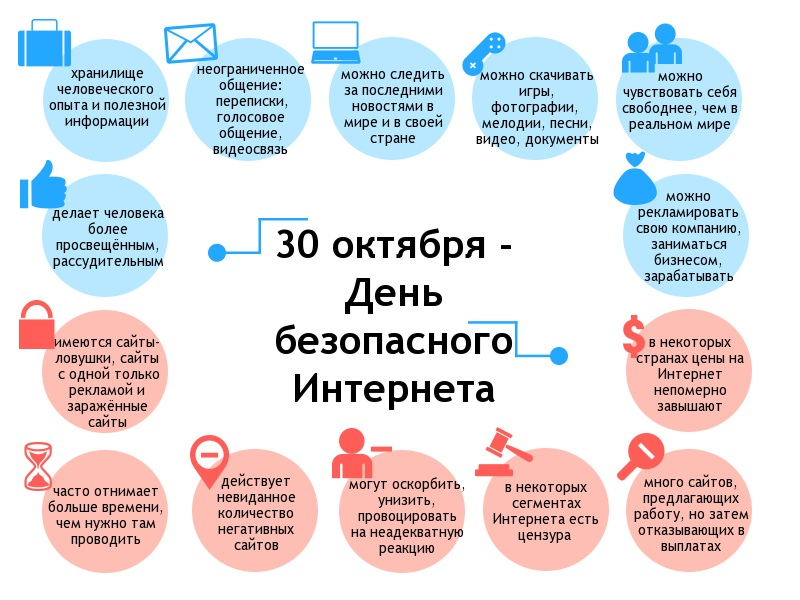 хранилище
человеческого
опыта и полезной
информации
неограниченное
общение:
переписки,
голосовое
общение,
видеосвязь
можно следить
за последними
новостями в
мире и в своей
стране
можно скачивать
игры,
фотографии,
мелодии, песни,
видео, документы
можно
чувствовать себя
свободнее, чем в
реальном мире
делает человека
более
просвещённым,
рассудительным
30 октября -
День
безопасного
Интернета
можно
рекламировать
свою компанию,
заниматься
бизнесом,
зарабатывать
имеются сайты-
ловушки, сайты
с одной только
рекламой и
заражённые
сайты
$
в некоторых
странах цены на
Интернет
непомерно
завышают
часто отнимает
больше времени,
чем нужно там
проводить
действует
невиданное
количество
негативных
сайтов
могут оскорбить,
унизить,
провоцировать
на неадекватную
реакцию
в некоторых
сегментах
Интернета есть
цензура
много сайтов,
предлагающих
работу, но затем
отказывающих в
выплатах